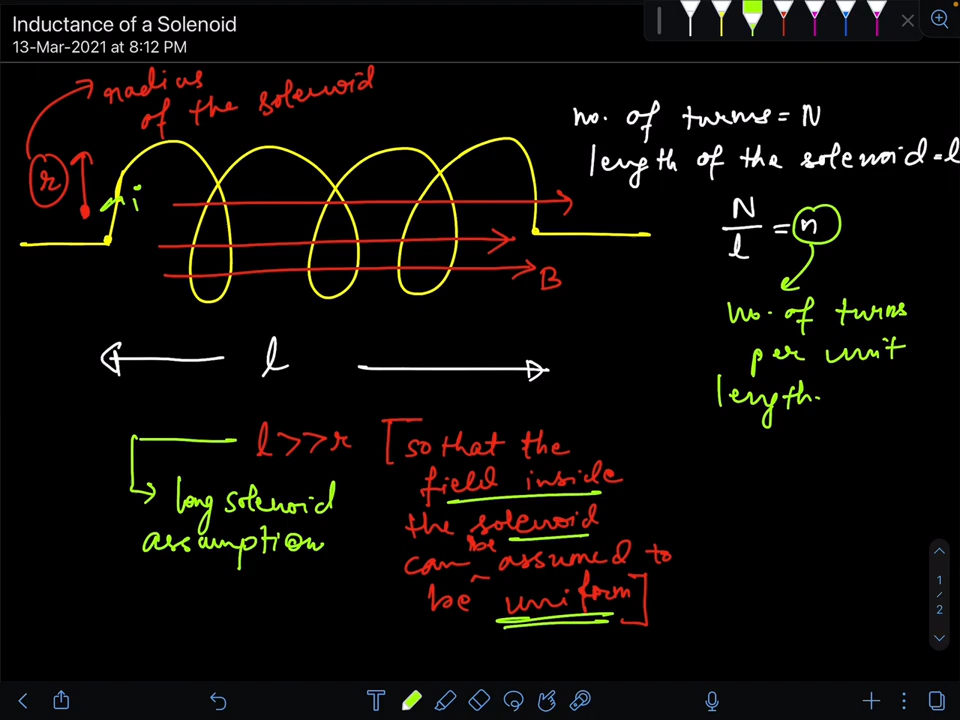 Inductance of a Solenoid
13-Mar-2021 at 8:12 PM
radius
of the solenoid
r
i
B
l
no. of turns = N
length of the solenoid = l
N/l = n
no. of turns
per unit
length.
l >> r
[so that the
field inside
the solenoid
can be assumed to
be uniform]
long solenoid
assumption
1
/
2